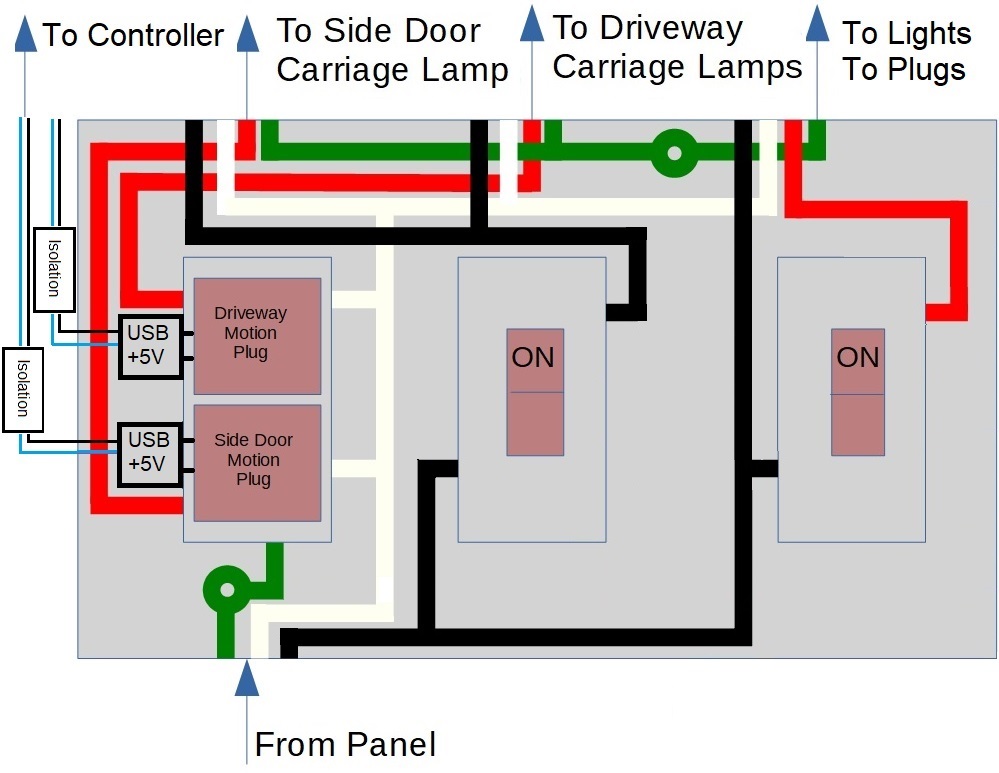 To Controller
To Side Door
Carriage Lamp
To Driveway
Carriage Lamps
To Lights
To Plugs
Isolation
Isolation
USB
+5V
Driveway
Motion
Plug
ON
ON
USB
+5V
Side Door
Motion
Plug
From Panel